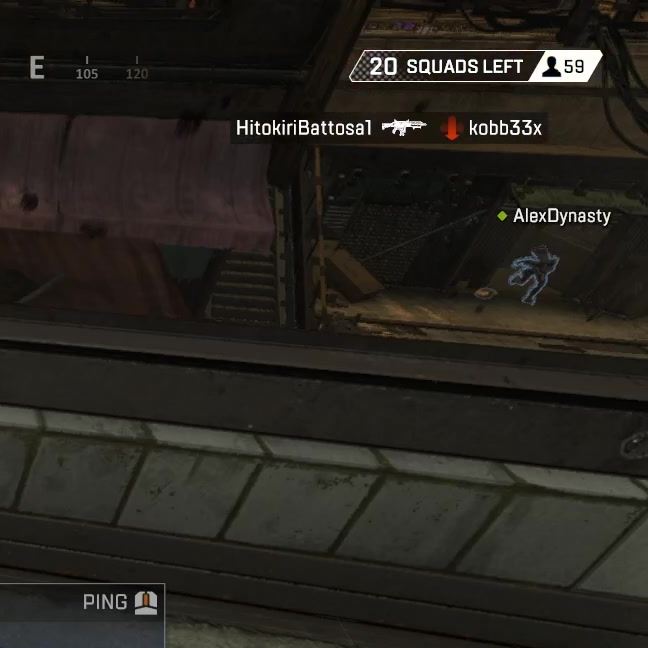 20 SQUADS LEFT 59
E 105 120
HitokiriBattosa1 kobb33x
AlexDynasty
PING